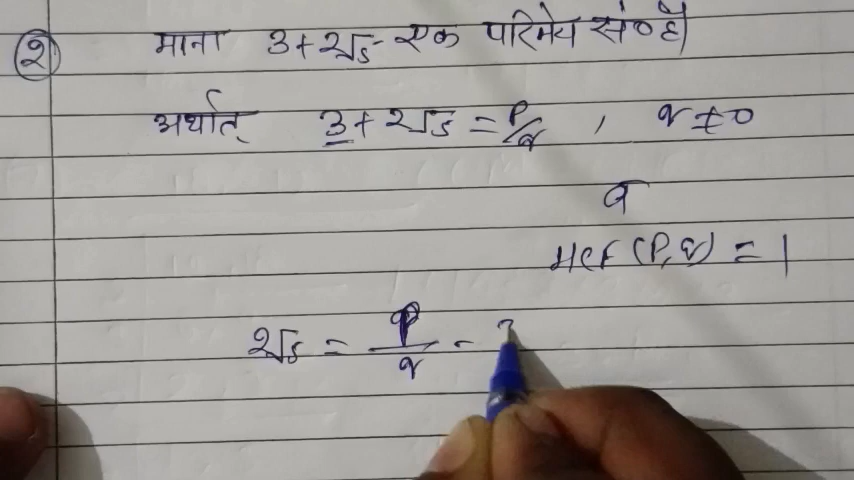 (2) माना 3+2√5 एक परिमेय सं० है
अर्थात् 3+2√5 = P/q , q ≠ 0
व
HCF (P,q) = 1
2√5 = P/q - 3